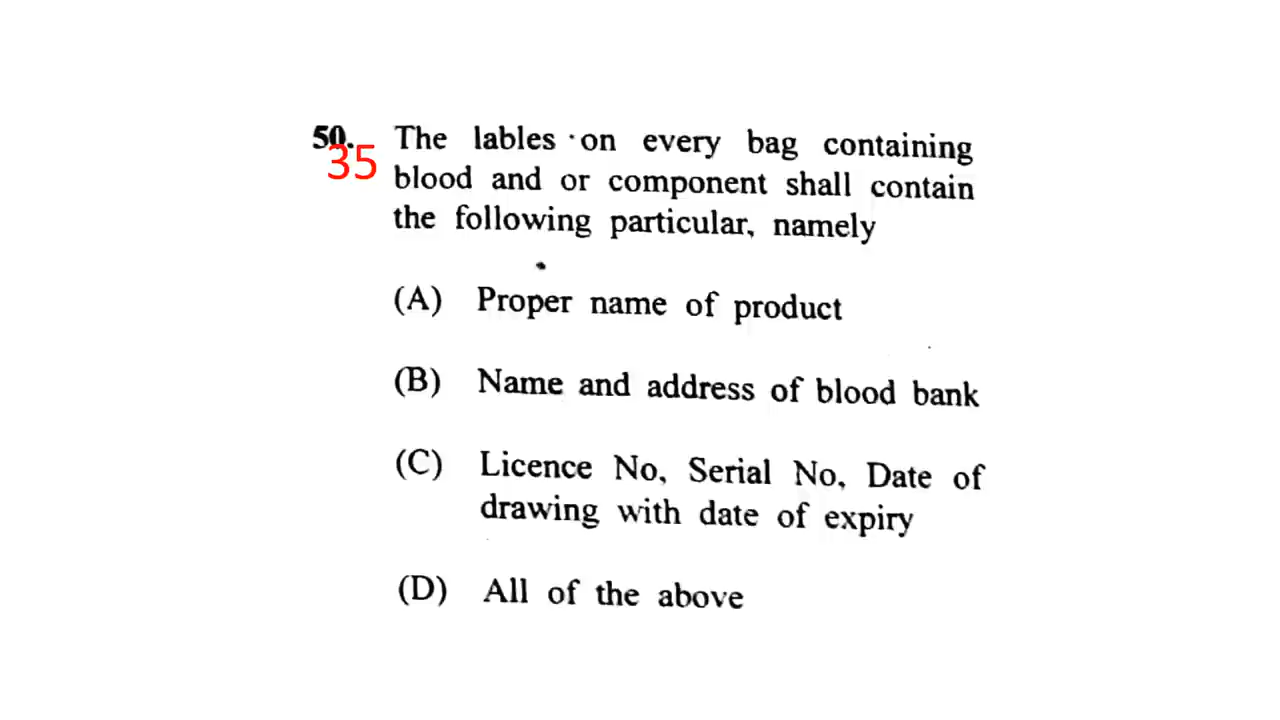 50.
35
The lables on every bag containing
blood and or component shall contain
the following particular, namely
(A) Proper name of product
(B) Name and address of blood bank
(C) Licence No, Serial No, Date of
drawing with date of expiry
(D) All of the above